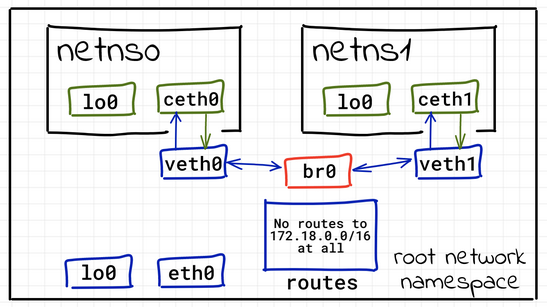 netns0
netns1
lo0
ceth0
lo0
ceth1
veth0
br0
veth1
No routes to
172.18.0.0/16
at all
routes
lo0
eth0
root network
namespace